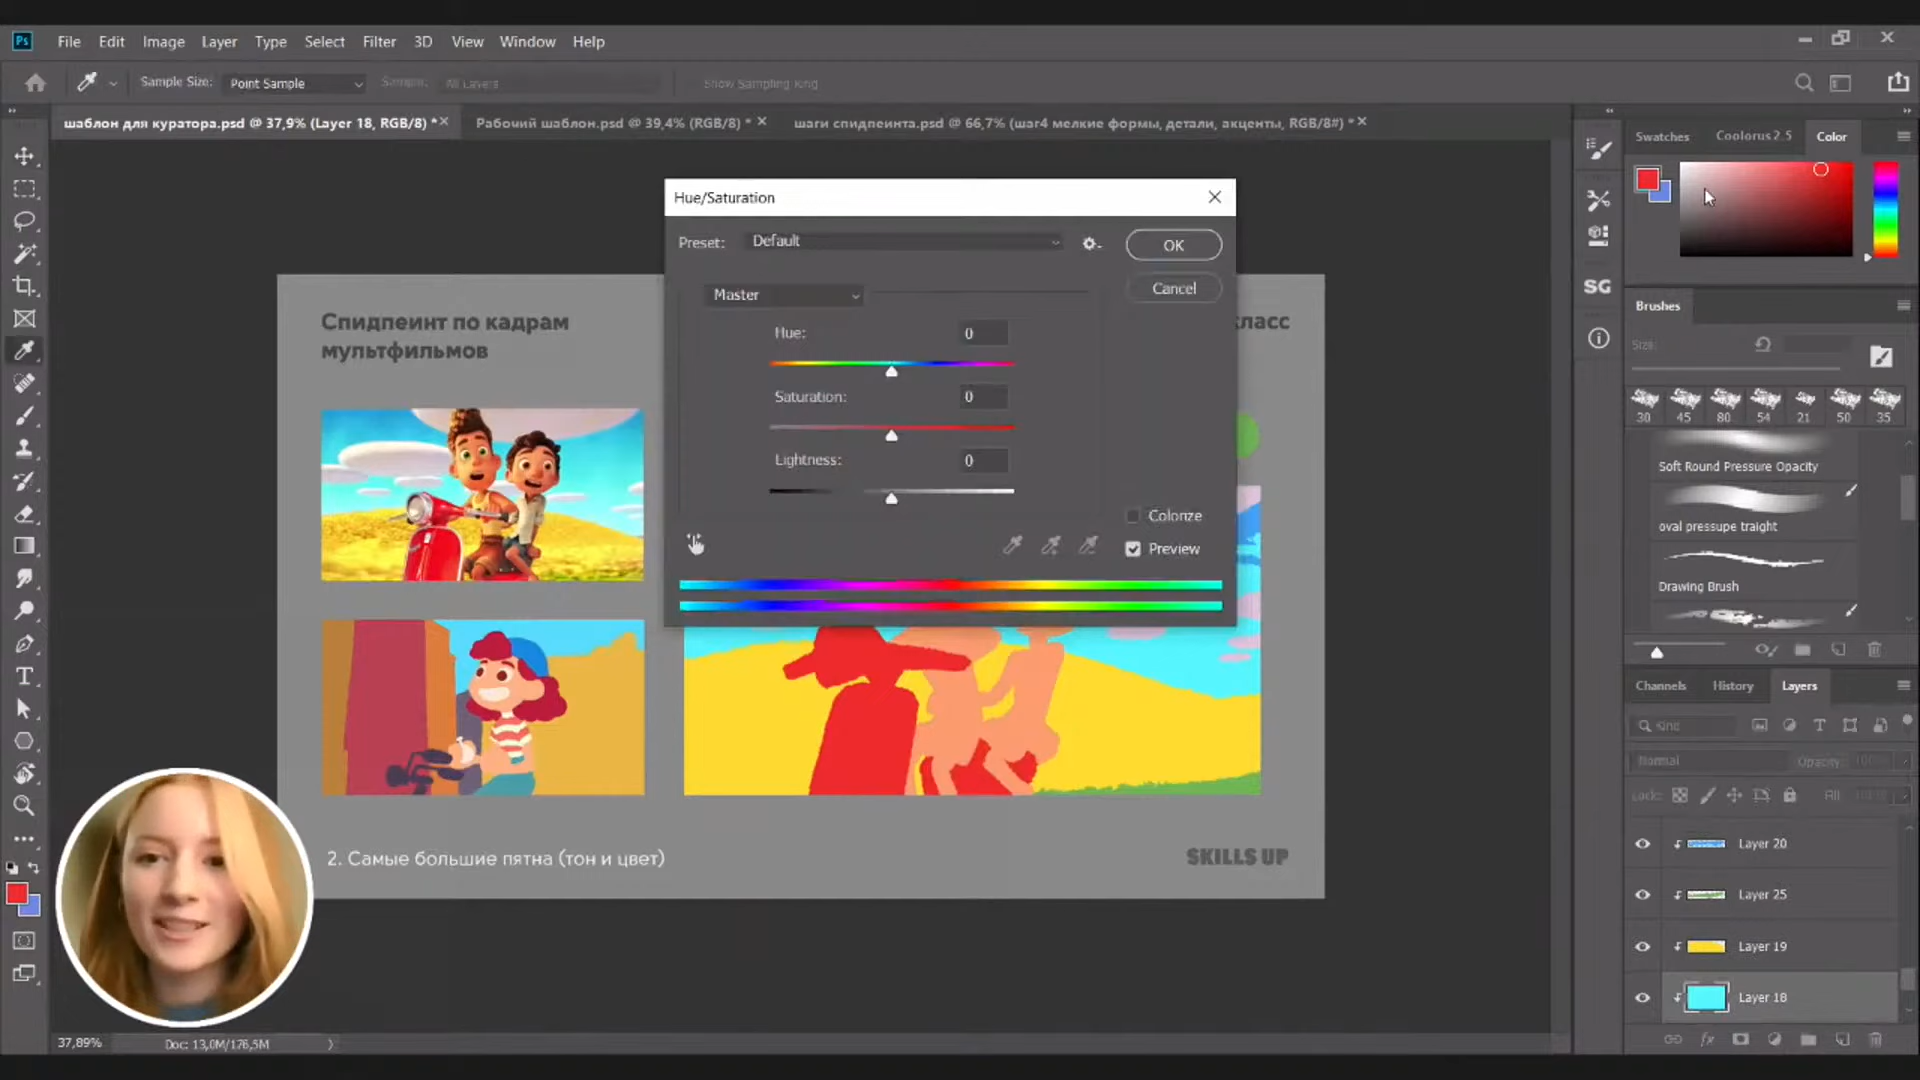 Ps File Edit Image Layer Type Select Filter 3D View Window Help
Sample Size: Point Sample Sample: All Layers Show Sampling Ring
шаблон для куратора.psd @ 37,9% (Layer 18, RGB/8) *
Рабочий шаблон.psd @ 39,4% (RGB/8) *
шаги спидпеинта.psd @ 66,7% (шаг4 мелкие формы, детали, акценты, RGB/8#) *
Swatches Coolorus 2.5 Color
Hue/Saturation
Preset: Default
OK
Cancel
Master
Hue: 0
Saturation: 0
Lightness: 0
Colorize
Preview
Спидпеинт по кадрам
мультфильмов
класс
2. Самые большие пятна (тон и цвет)
SKILLS UP
SG
Brushes
Size:
30 45 80 54 21 50 35
Soft Round Pressure Opacity
oval pressupe traight
Drawing Brush
Channels History Layers
Kind
Normal Opacity: 100%
Lock: Fill:
Layer 20
Layer 25
Layer 19
Layer 18
fx
37,89% Doc: 13,0M/176,5M